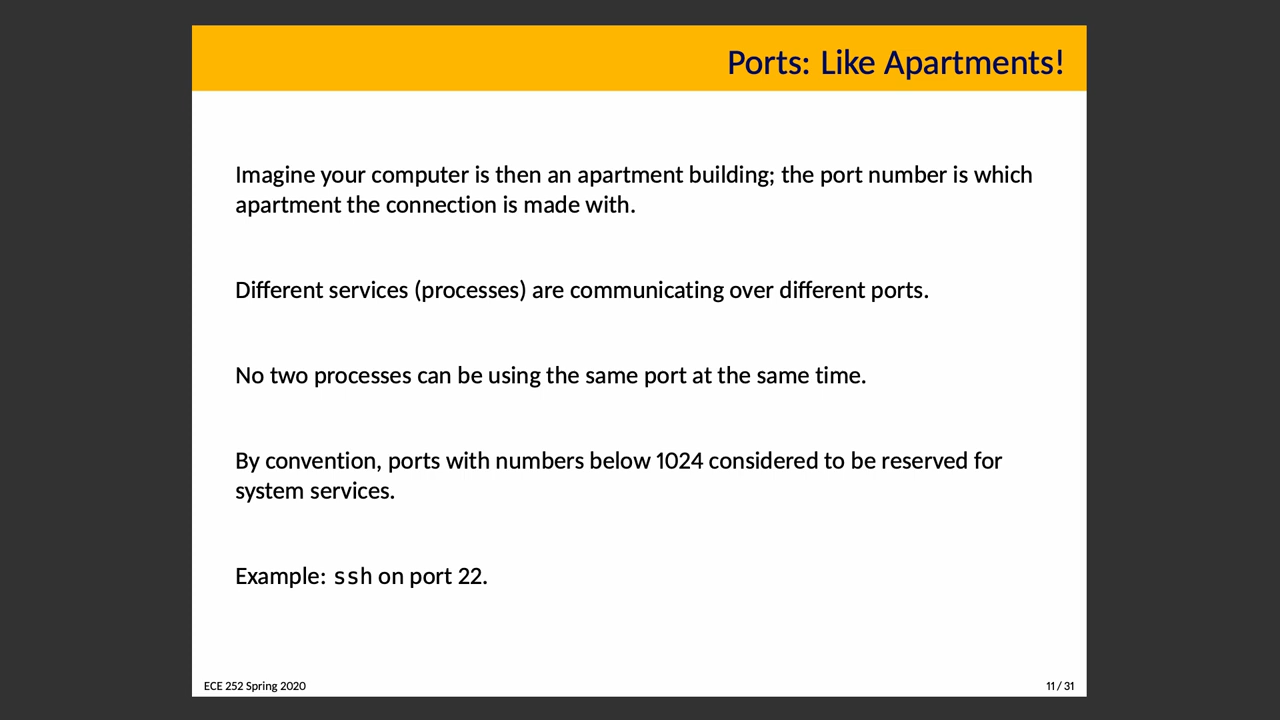 Ports: Like Apartments!
Imagine your computer is then an apartment building; the port number is which
apartment the connection is made with.
Different services (processes) are communicating over different ports.
No two processes can be using the same port at the same time.
By convention, ports with numbers below 1024 considered to be reserved for
system services.
Example: ssh on port 22.
ECE 252 Spring 2020
11 / 31